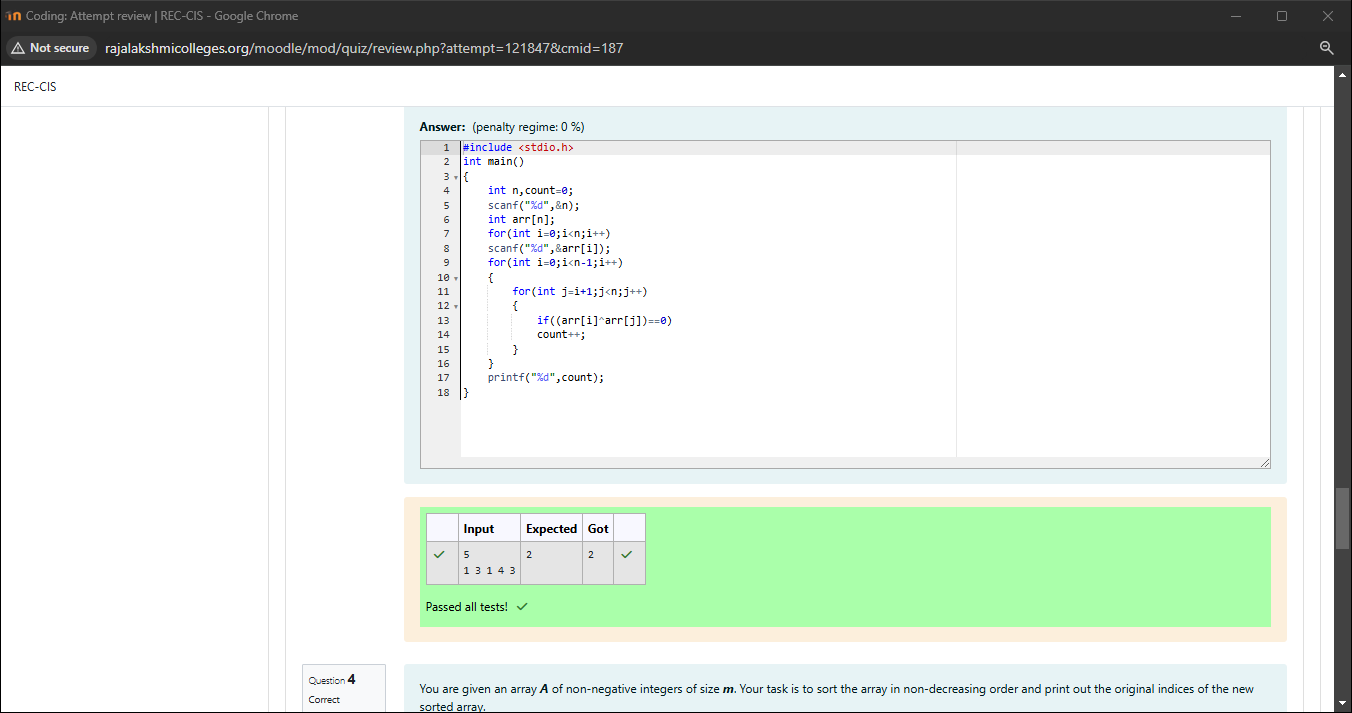 Coding: Attempt review | REC-CIS - Google Chrome
Not secure rajalakshmicolleges.org/moodle/mod/quiz/review.php?attempt=121847&cmid=187
REC-CIS
Answer: (penalty regime: 0 %)
1 #include <stdio.h>
2 int main()
3 {
4 int n,count=0;
5 scanf("%d",&n);
6 int arr[n];
7 for(int i=0;i<n;i++)
8 scanf("%d",&arr[i]);
9 for(int i=0;i<n-1;i++)
10 {
11 for(int j=i+1;j<n;j++)
12 {
13 if((arr[i]^arr[j])==0)
14 count++;
15 }
16 }
17 printf("%d",count);
18 }
Input Expected Got
5 2 2
1 3 1 4 3
Passed all tests!
Question 4
Correct
You are given an array A of non-negative integers of size m. Your task is to sort the array in non-decreasing order and print out the original indices of the new
sorted array.